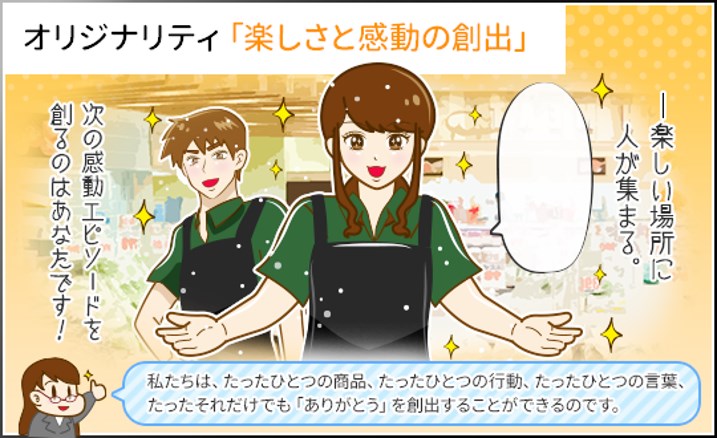 オリジナリティ「楽しさと感動の創出」
―楽しい場所に
人が集まる。
次の感動エピソードを
創るのはあなたです！
私たちは、たったひとつの商品、たったひとつの行動、たったひとつの言葉、
たったそれだけでも「ありがとう」を創出することができるのです。